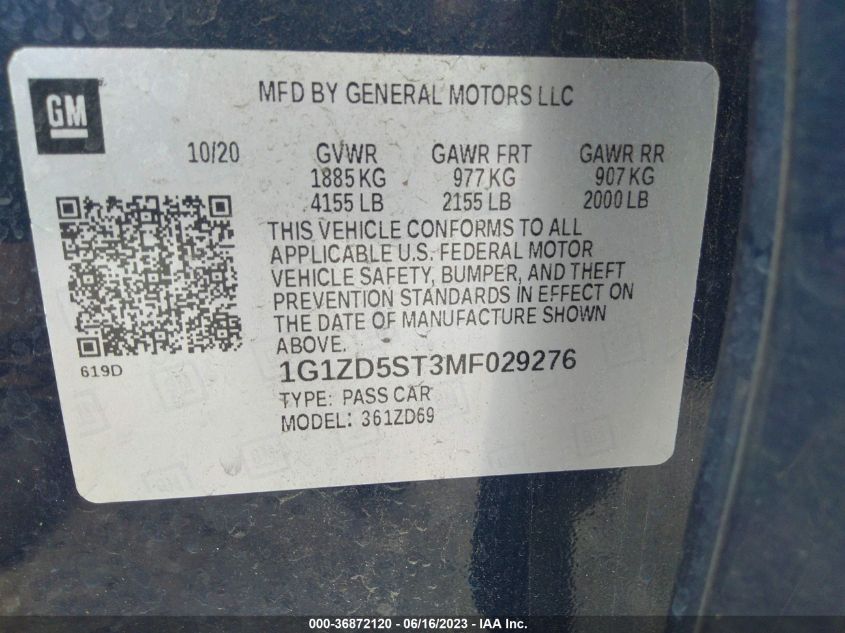 GM
MFD BY GENERAL MOTORS LLC
10/20 GVWR GAWR FRT GAWR RR
1885 KG 977 KG 907 KG
4155 LB 2155 LB 2000 LB
THIS VEHICLE CONFORMS TO ALL
APPLICABLE U.S. FEDERAL MOTOR
VEHICLE SAFETY, BUMPER, AND THEFT
PREVENTION STANDARDS IN EFFECT ON
THE DATE OF MANUFACTURE SHOWN
ABOVE.
619D
1G1ZD5ST3MF029276
TYPE: PASS CAR
MODEL: 361ZD69
000-36872120 - 06/16/2023 - IAA Inc.